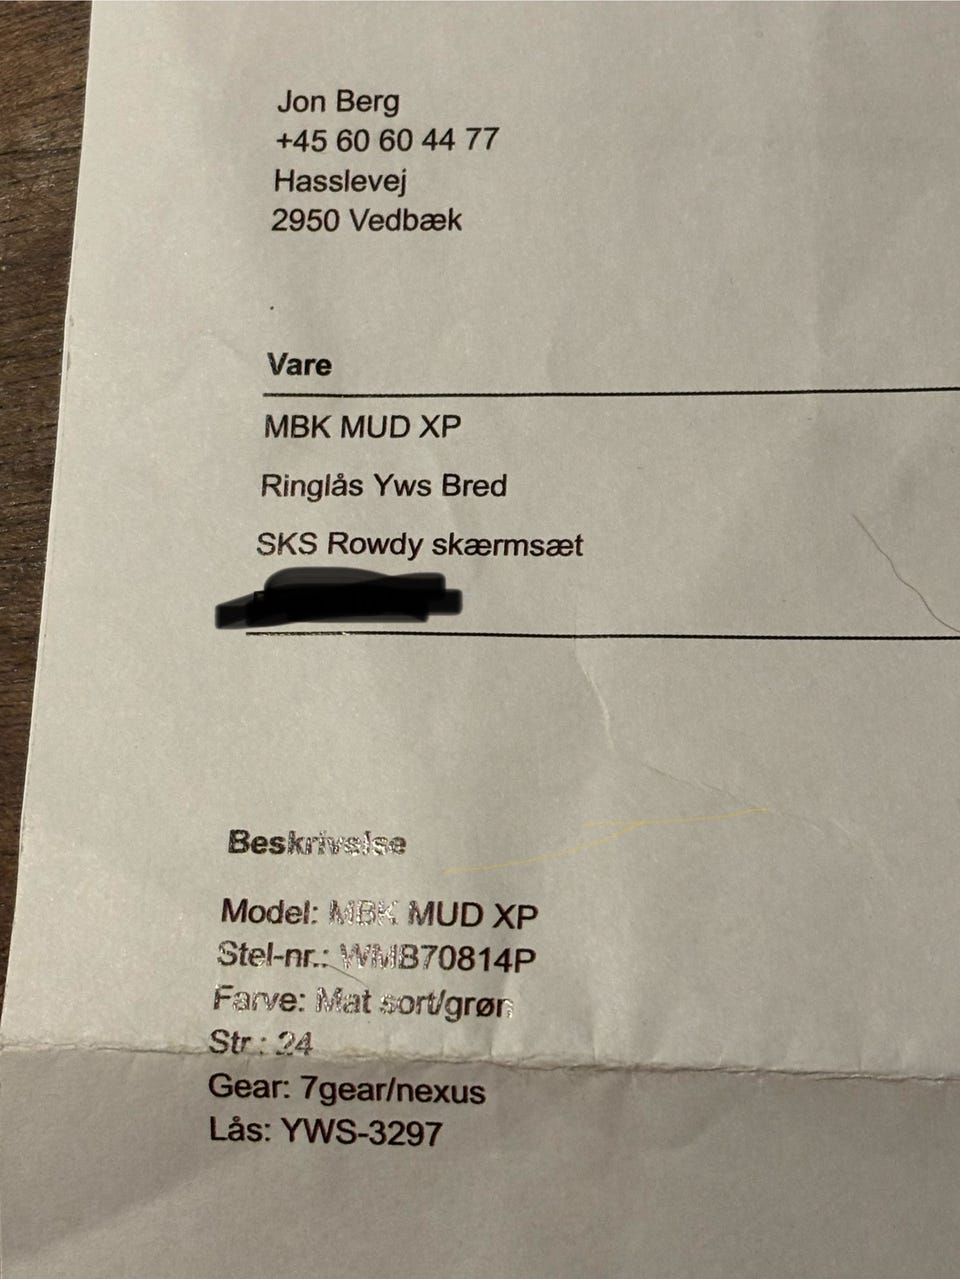 Jon Berg
+45 60 60 44 77
Hasslevej
2950 Vedbæk
Vare
MBK MUD XP
Ringlås Yws Bred
SKS Rowdy skærmsæt
Beskrivelse
Model: MBK MUD XP
Stel-nr.: WMB70814P
Farve: Mat sort/grøn
Str : 24
Gear: 7gear/nexus
Lås: YWS-3297